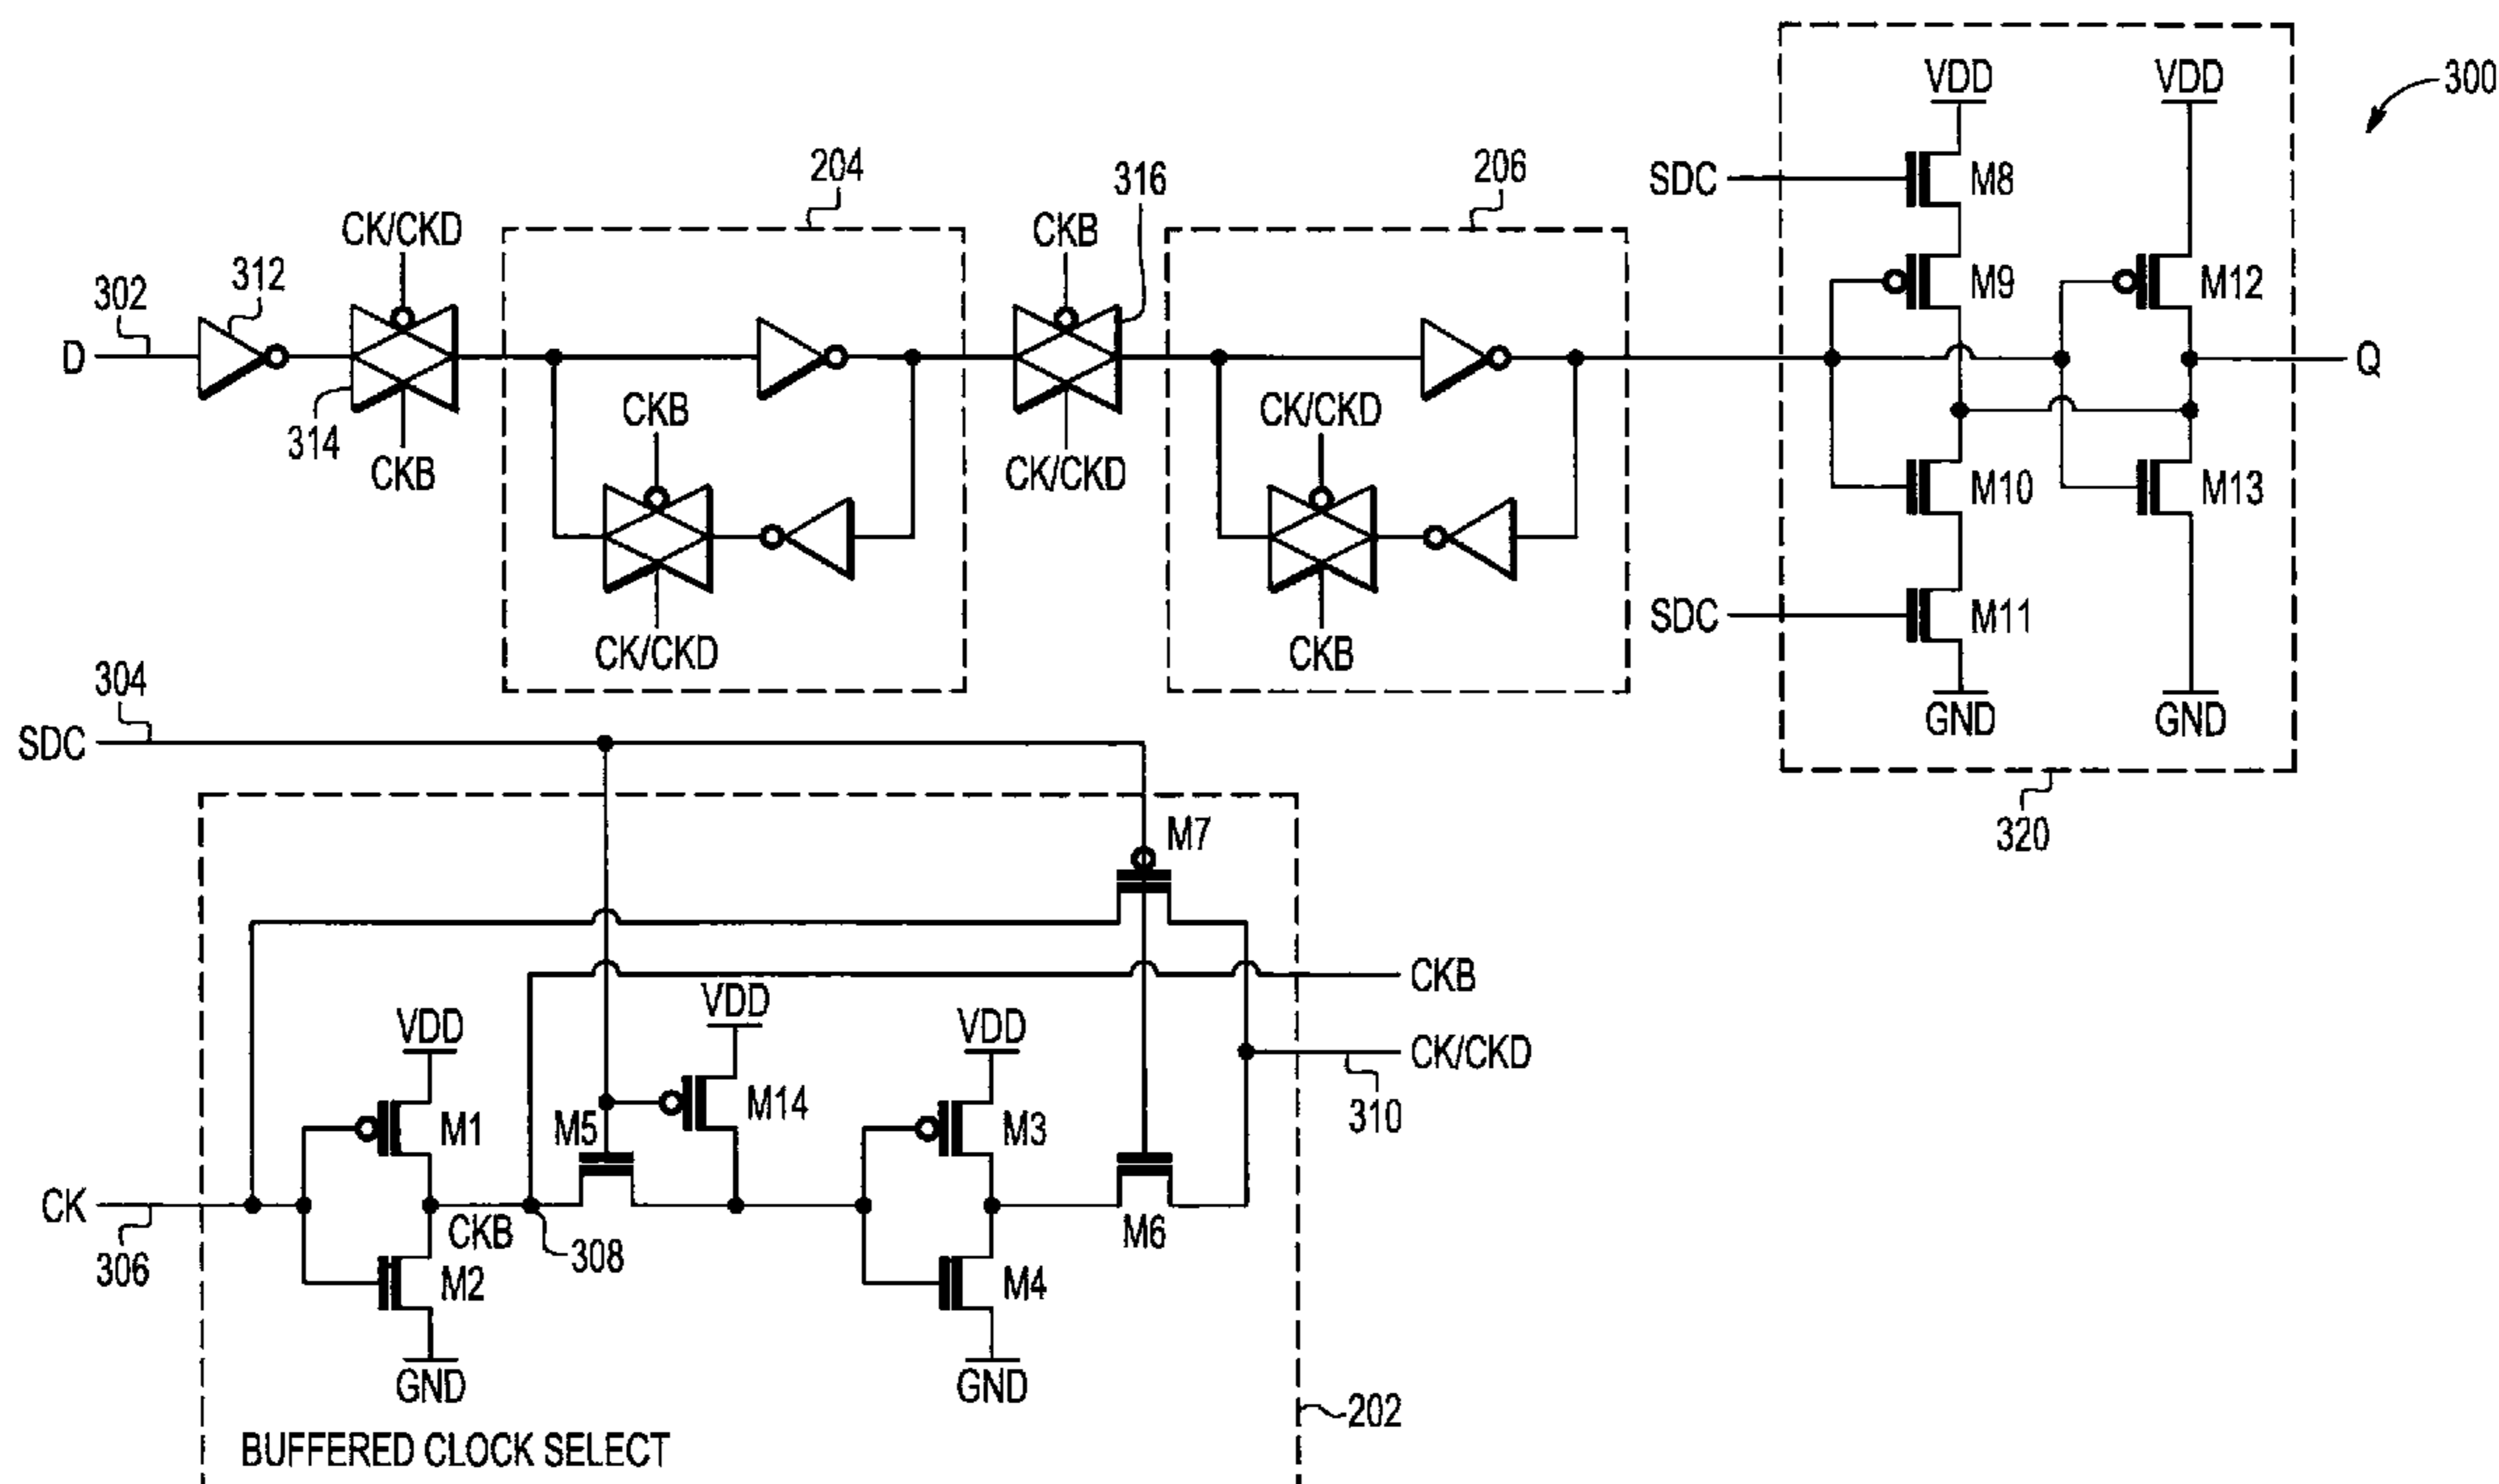 VDD
VDD
300
204
316
206
SDC
M8
CK/CKD
CKB
302
312
M9
M12
D
Q
CKB
CK/CKD
314
CKB
CK/CKD
M10
M13
SDC
M11
CK/CKD
CKB
304
GND
GND
SDC
M7
320
CKB
VDD
VDD
VDD
CK/CKD
M1
M5
M14
M3
310
CK
CKB
308
M6
306
M2
M4
GND
GND
202
BUFFERED CLOCK SELECT